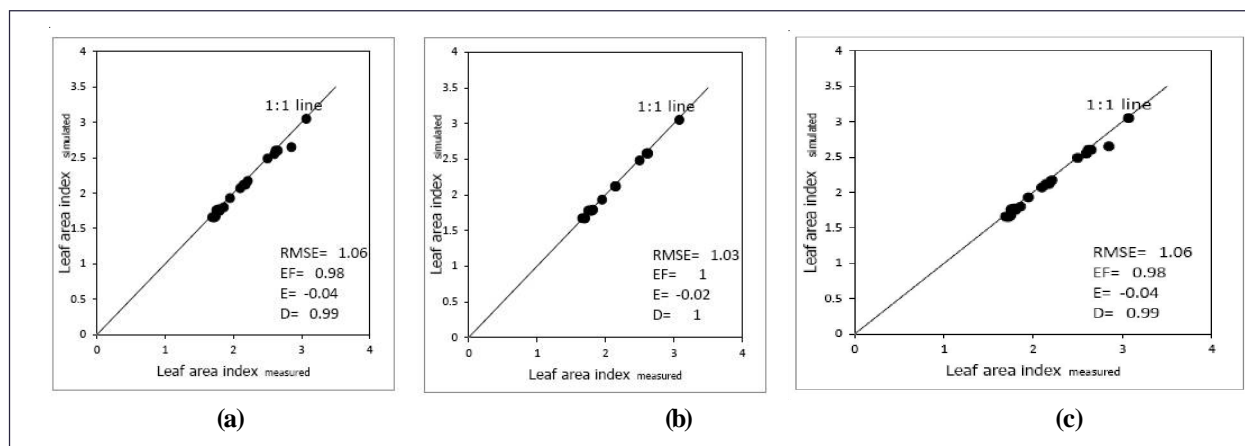 4
3.5
3
2.5
2
1.5
1
0.5
0
0 1 2 3 4
Leaf area index simulated
Leaf area index measured
1:1 line
RMSE= 1.06
EF= 0.98
E= -0.04
D= 0.99
(a)
4
3.5
3
2.5
2
1.5
1
0.5
0
0 1 2 3 4
Leaf area index simulated
Leaf area index measured
1:1 line
RMSE= 1.03
EF= 1
E= -0.02
D= 1
(b)
4
3.5
3
2.5
2
1.5
1
0.5
0
0 1 2 3 4
Leaf area index simulated
Leaf area index measured
1:1 line
RMSE= 1.06
EF= 0.98
E= -0.04
D= 0.99
(c)